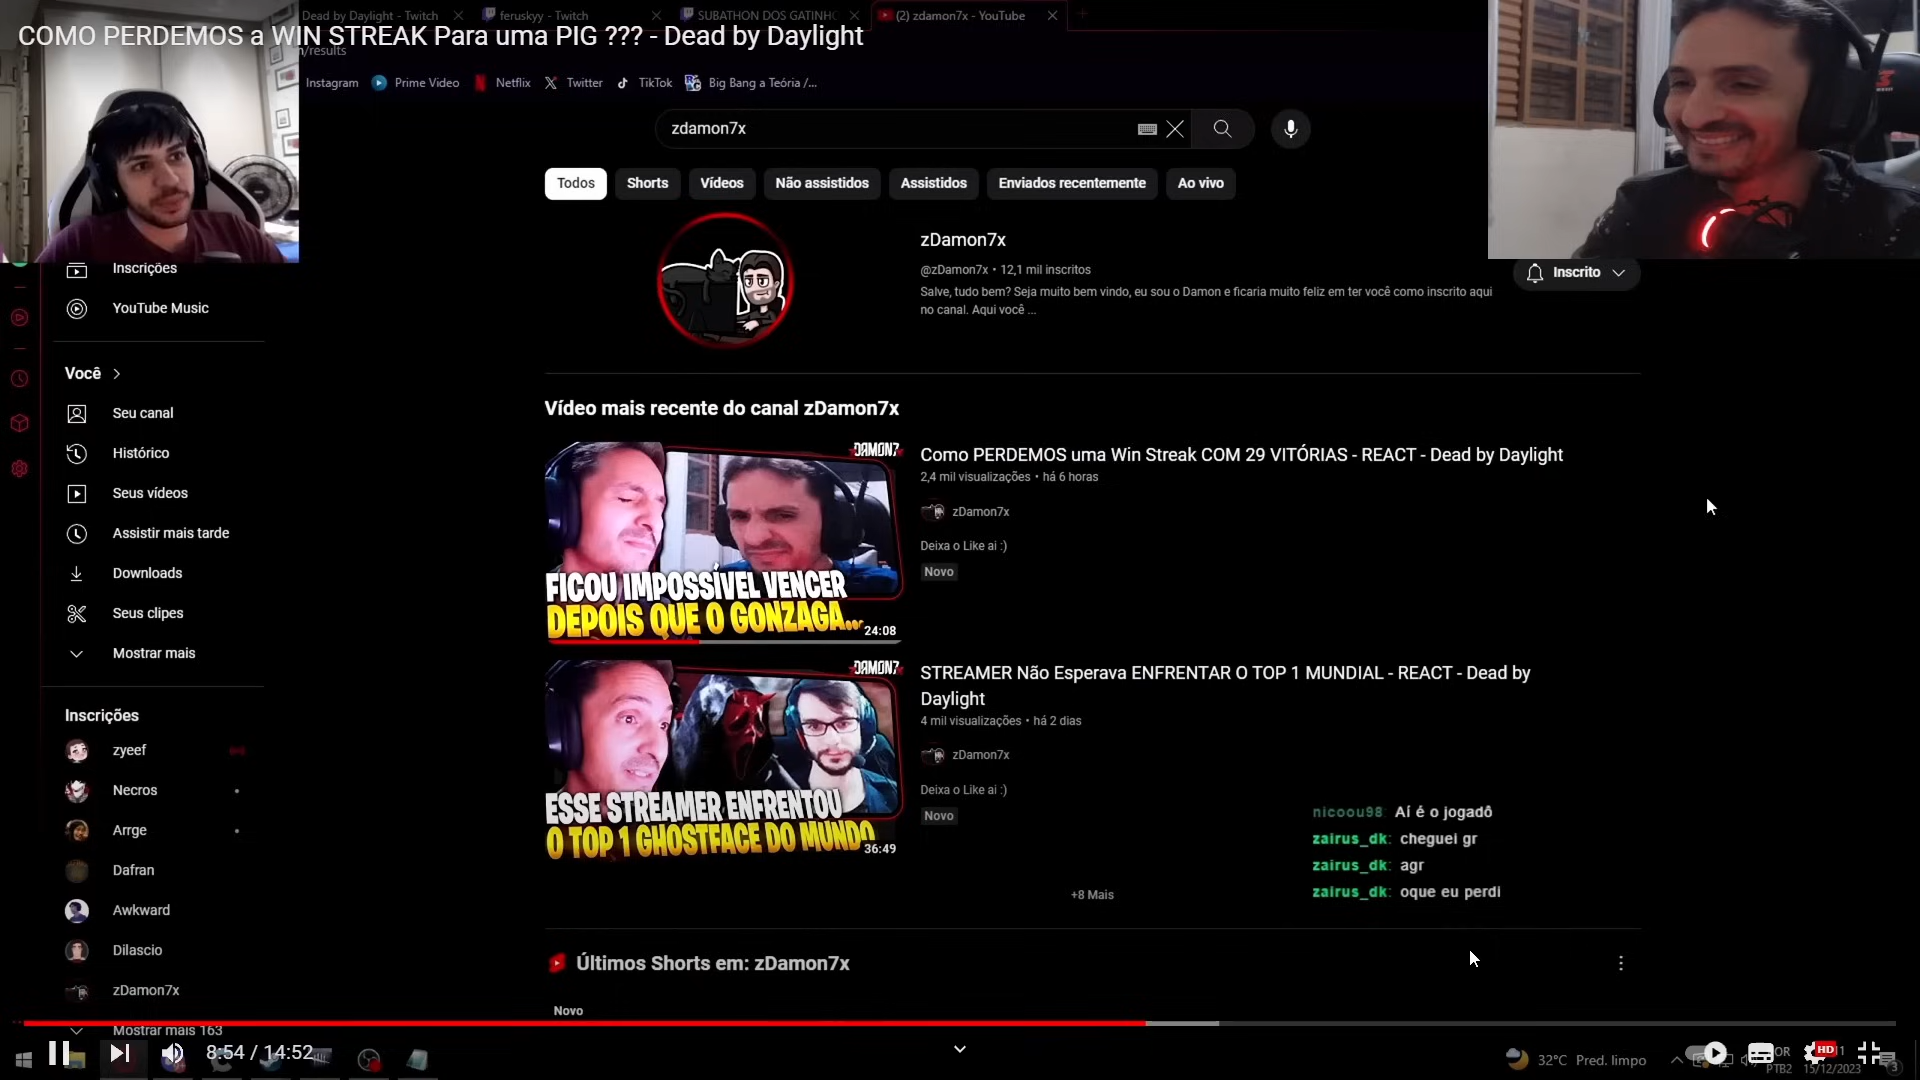 Dead by Daylight - Twitch
feruskyy - Twitch
SUBATHON DOS GATINH
(2) zdamon7x - YouTube
COMO PERDEMOS a WIN STREAK Para uma PIG ??? - Dead by Daylight
/results
Instagram
Prime Video
Netflix
Twitter
TikTok
Big Bang a Teória /...
zdamon7x
Todos
Shorts
Vídeos
Não assistidos
Assistidos
Enviados recentemente
Ao vivo
zDamon7x
@zDamon7x • 12,1 mil inscritos
Salve, tudo bem? Seja muito bem vindo, eu sou o Damon e ficaria muito feliz em ter você como inscrito aqui
no canal. Aqui você ...
Inscrito
Inscrições
YouTube Music
Você
Seu canal
Histórico
Seus vídeos
Assistir mais tarde
Downloads
Seus clipes
Mostrar mais
Inscrições
zyeef
Necros
Arrge
Dafran
Awkward
Dilascio
zDamon7x
Mostrar mais 163
Vídeo mais recente do canal zDamon7x
DAMON7
FICOU IMPOSSÍVEL VENCER
DEPOIS QUE O GONZAGA...
24:08
Como PERDEMOS uma Win Streak COM 29 VITÓRIAS - REACT - Dead by Daylight
2,4 mil visualizações • há 6 horas
zDamon7x
Deixa o Like ai :)
Novo
DAMON7
ESSE STREAMER ENFRENTOU
O TOP 1 GHOSTFACE DO MUNDO
36:49
STREAMER Não Esperava ENFRENTAR O TOP 1 MUNDIAL - REACT - Dead by
Daylight
4 mil visualizações • há 2 dias
zDamon7x
Deixa o Like ai :)
Novo
nicoou98: Aí é o jogadô
zairus_dk: cheguei gr
zairus_dk: agr
zairus_dk: oque eu perdi
+8 Mais
Últimos Shorts em: zDamon7x
Novo
8:54 / 14:52
32°C Pred. limpo
HD
PTB2
15/12/2023
3